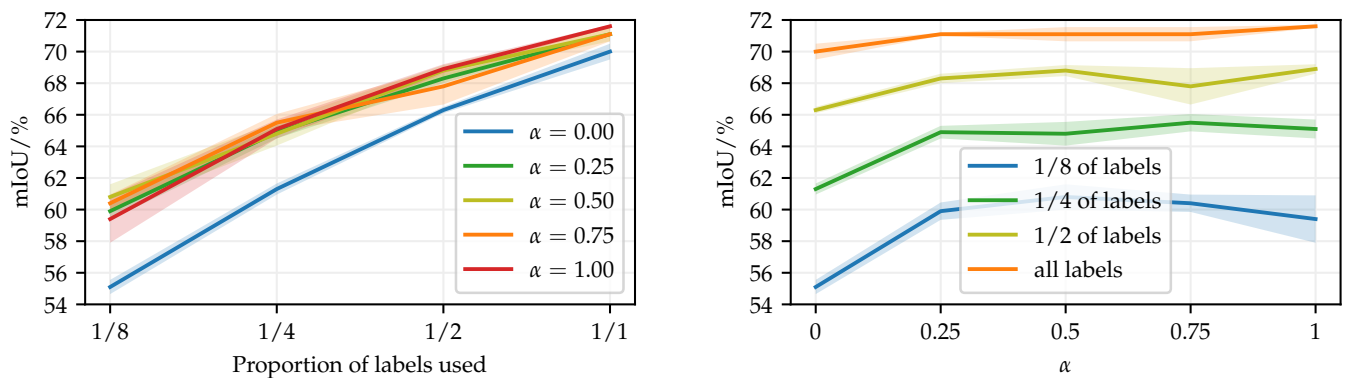 mIoU/%
72
70
68
66
64
62
60
58
56
54
1/8
1/4
1/2
1/1
Proportion of labels used
α = 0.00
α = 0.25
α = 0.50
α = 0.75
α = 1.00
mIoU/%
72
70
68
66
64
62
60
58
56
54
0
0.25
0.5
0.75
1
α
1/8 of labels
1/4 of labels
1/2 of labels
all labels